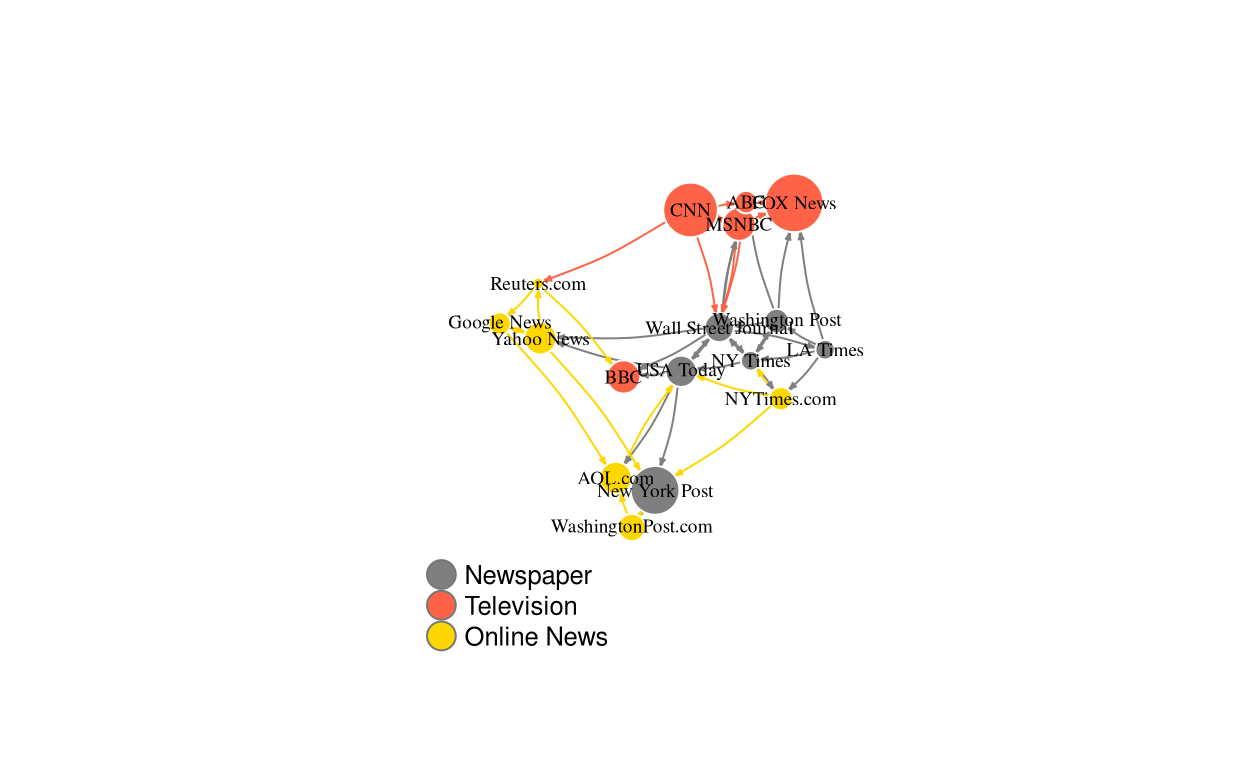 ABC
FOX News
CNN
MSNBC
Reuters.com
Washington Post
Google News
Wall Street Journal
Yahoo News
LA Times
NY Times
USA Today
BBC
NYTimes.com
AOL.com
New York Post
WashingtonPost.com
Newspaper
Television
Online News